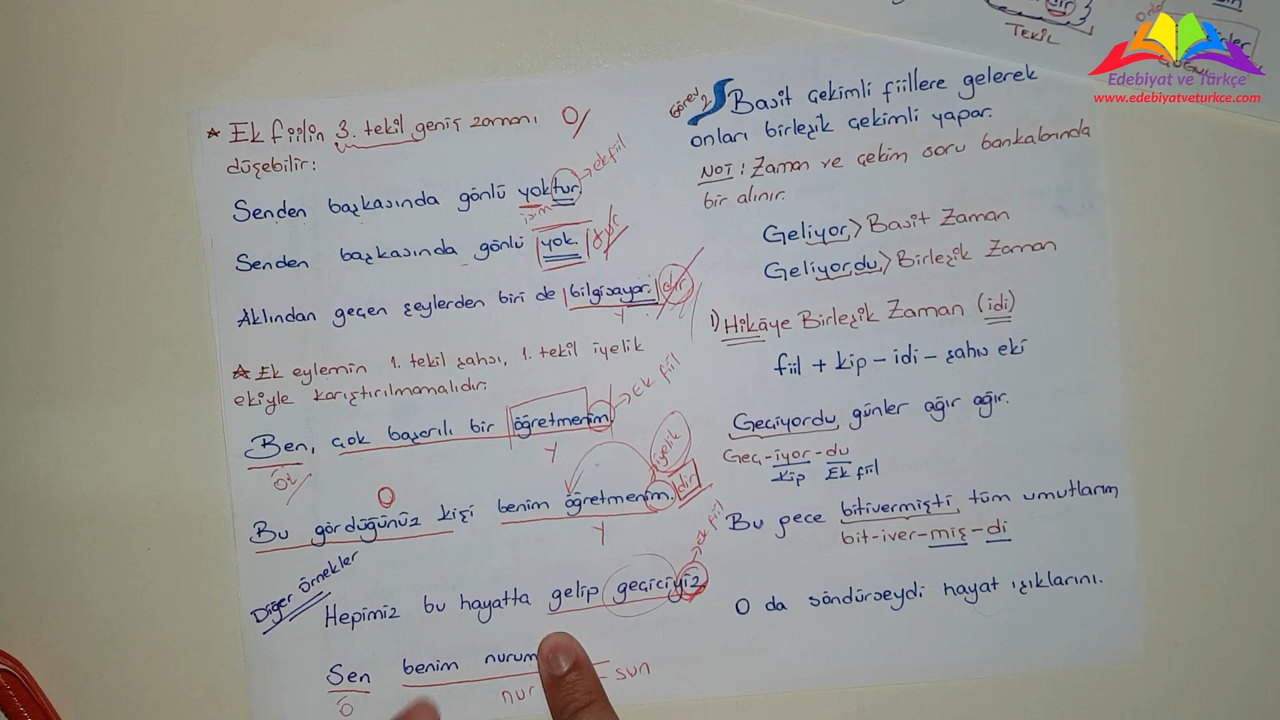 TEKİL
Edebiyat ve Türkçe
www.edebiyatveturkce.com
★ Ek fiilin 3. tekil geniş zamanı O
düşebilir:
Senden başkasında gönlü yoktur → ek fiil
isim
Senden başkasında gönlü yok.
Aklından geçen şeylerden biri de bilgisayar. dır
Y
★ Ek eylemin 1. tekil şahsı, 1. tekil iyelik
ekiyle karıştırılmamalıdır:
Ben, çok başarılı bir öğretmenim → Ek fiil
Öz Y
iyelik
O
Bu gördüğünüz kişi benim öğretmenim. dir
Y
Diğer Örnekler
Hepimiz bu hayatta gelip geçiciyiz → ek fiil
Sen benim nurum
Ö nur sun
Görev 2
Basit çekimli fiillere gelerek
onları birleşik çekimli yapar.
NOT: Zaman ve çekim soru bankalarında
bir alınır.
Geliyor > Basit Zaman
Geliyordu > Birleşik Zaman
1) Hikâye Birleşik Zaman (idi)
fiil + kip - idi - şahıs eki
Geçiyordu, günler ağır ağır.
Geç-iyor-du
kip Ek fiil
Bu gece bitivermişti, tüm umutlarım
bit-iver-miş-di
O da söndürseydi hayat ışıklarını.